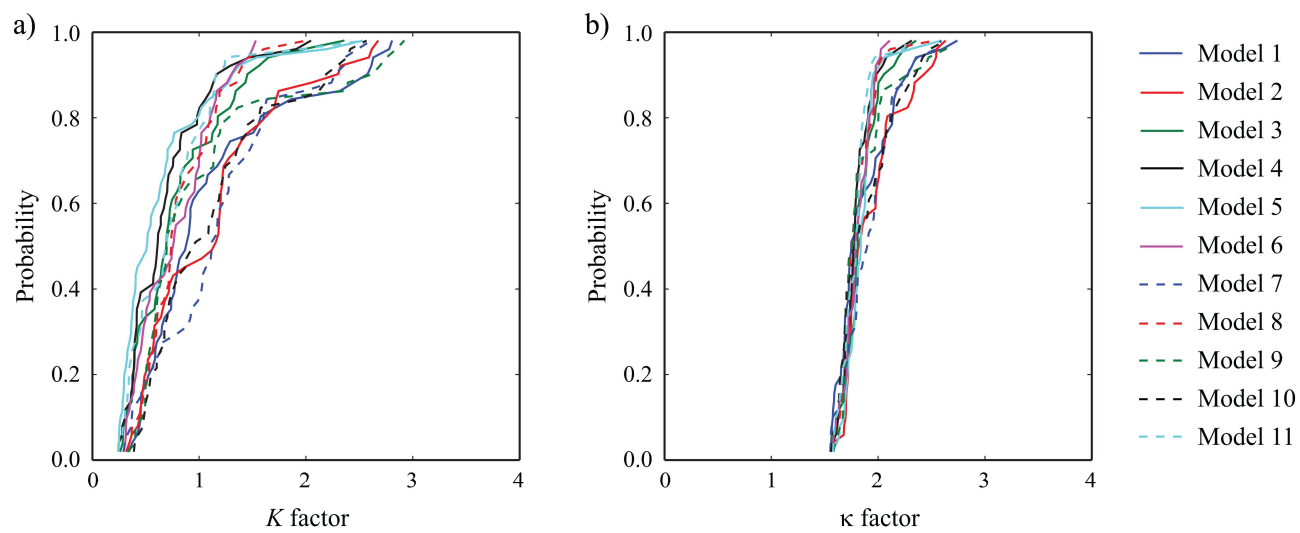 a)
1.0
0.8
0.6
0.4
0.2
0.0
Probability
0 1 2 3 4
K factor
b)
1.0
0.8
0.6
0.4
0.2
0.0
Probability
0 1 2 3 4
κ factor
Model 1
Model 2
Model 3
Model 4
Model 5
Model 6
Model 7
Model 8
Model 9
Model 10
Model 11